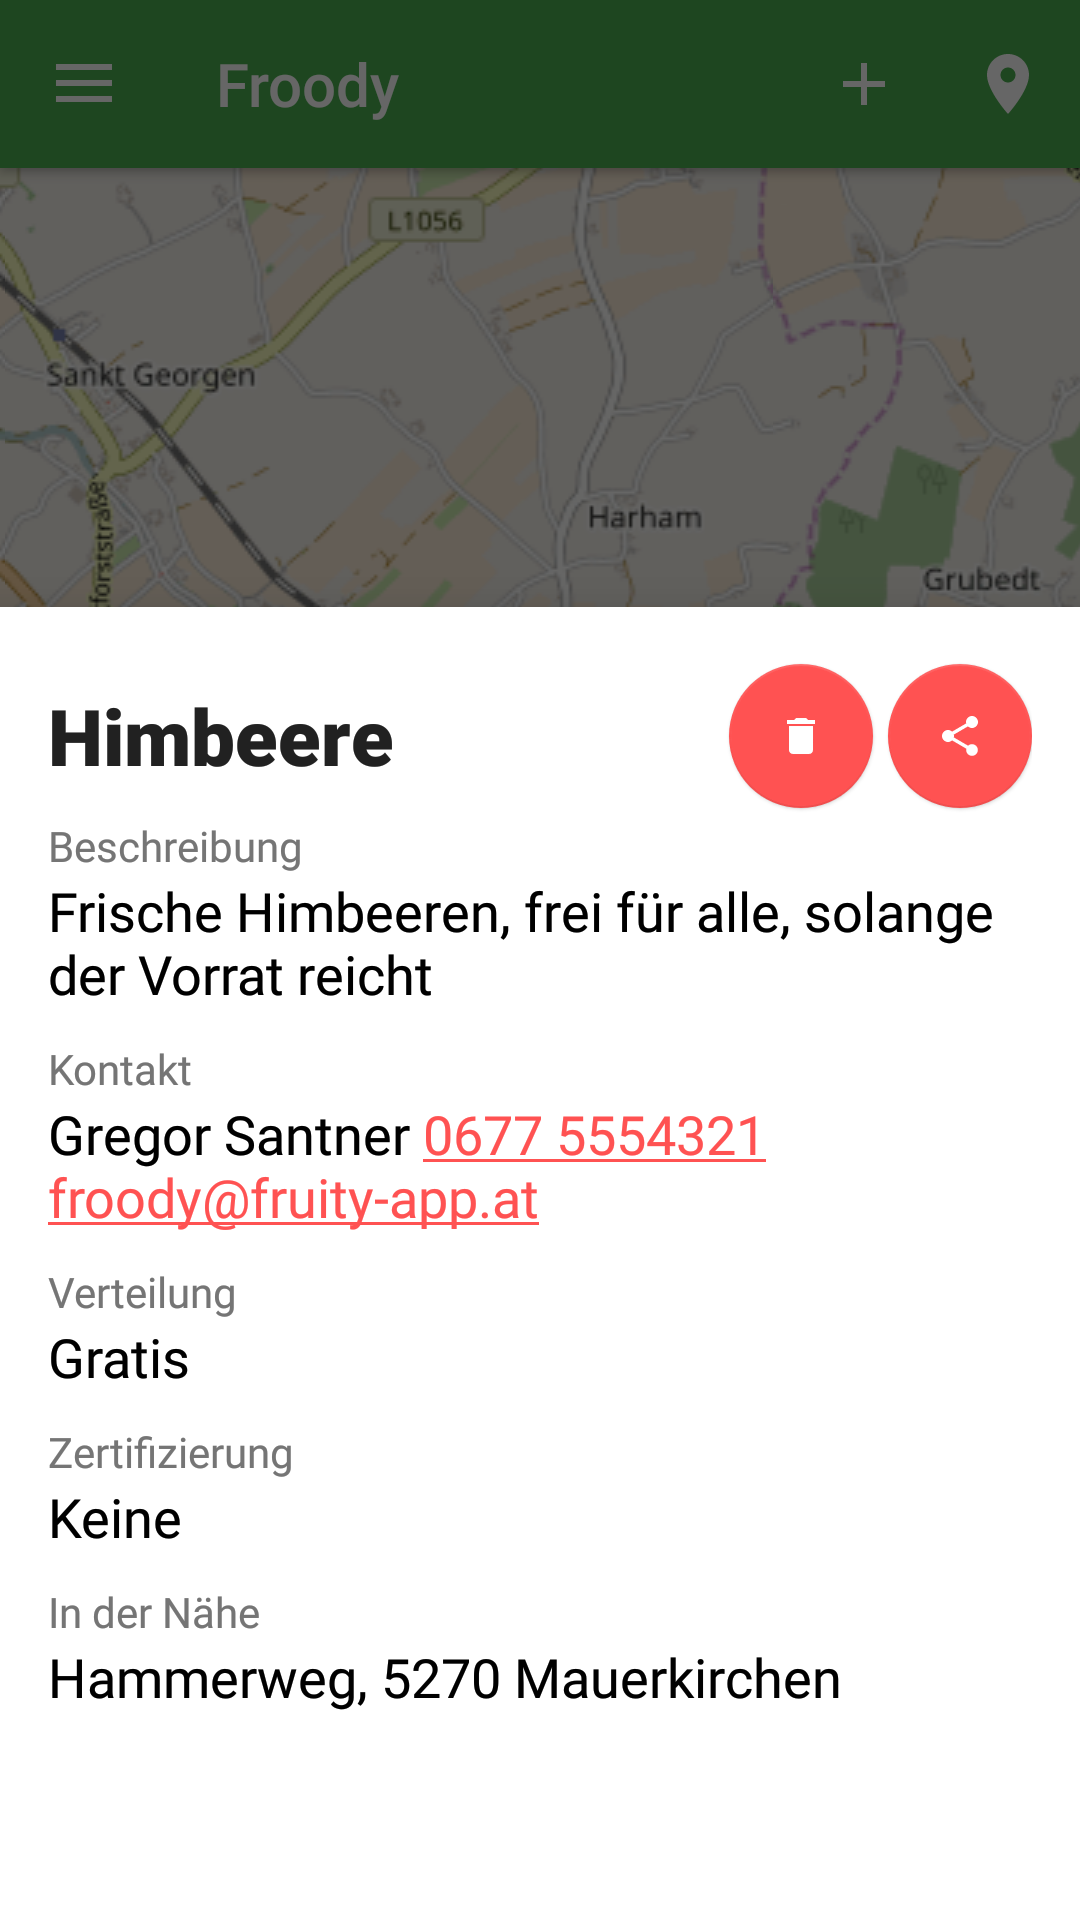 Froody
L1056
Sankt Georgen
forststraße
Harham
Grubedt
Himbeere
Beschreibung
Frische Himbeeren, frei für alle, solange
der Vorrat reicht
Kontakt
Gregor Santner 0677 5554321
froody@fruity-app.at
Verteilung
Gratis
Zertifizierung
Keine
In der Nähe
Hammerweg, 5270 Mauerkirchen